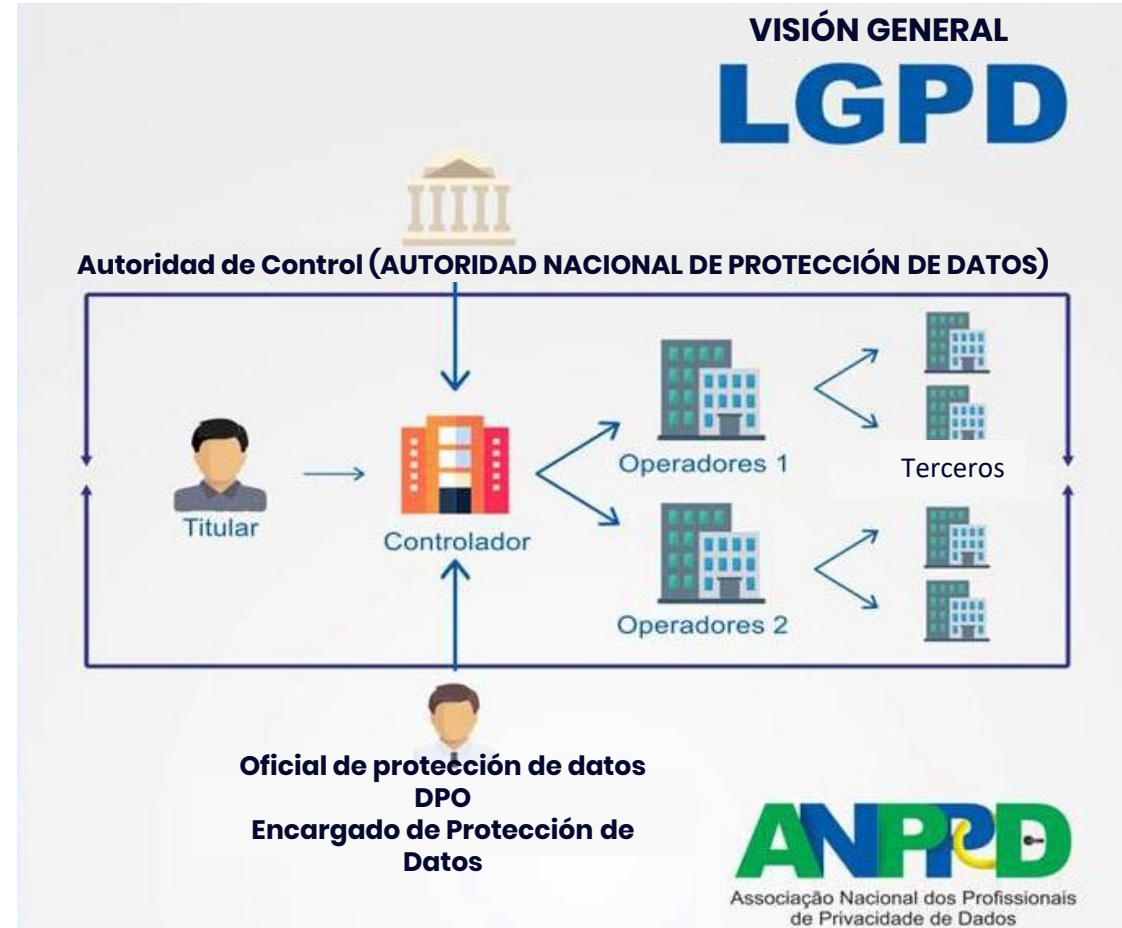 VISIÓN GENERAL
LGPD
Autoridad de Control (AUTORIDAD NACIONAL DE PROTECCIÓN DE DATOS)
Operadores 1
Terceros
Titular
Controlador
Operadores 2
Oficial de protección de datos
DPO
Encargado de Protección de
Datos
ANPPD
Associação Nacional dos Profissionais
de Privacidade de Dados